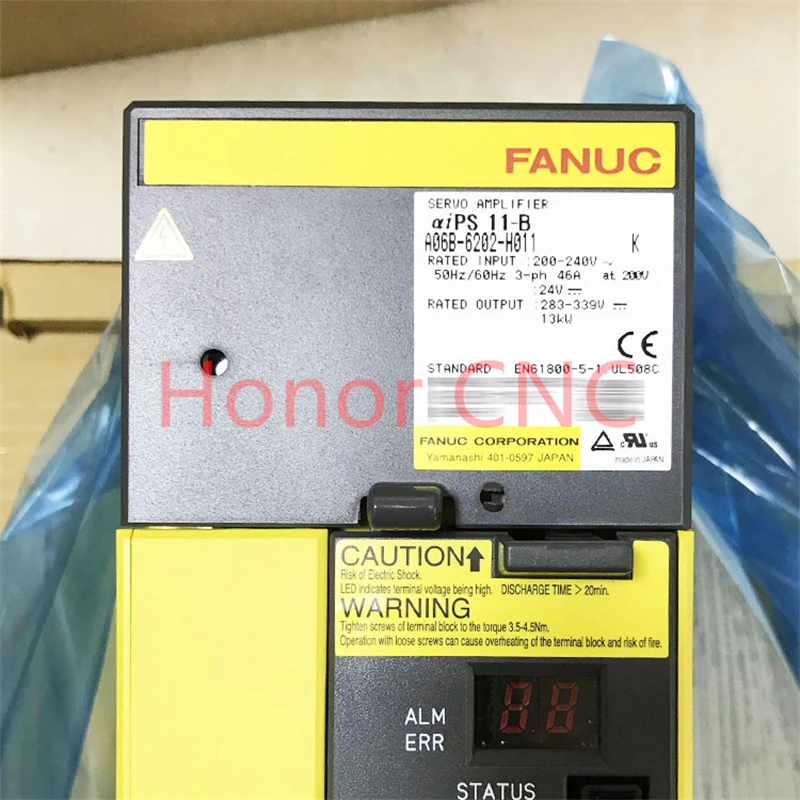 FANUC
SERVO AMPLIFIER
αiPS 11-B
A06B-6202-H011 K
RATED INPUT :200-240V ~
50Hz/60Hz 3-ph 46A at 200V
:24V ⎓
RATED OUTPUT :283-339V ⎓
13kW
CE
STANDARD EN61800-5-1 UL508C
Honor CNC
FANUC CORPORATION
Yamanashi 401-0597 JAPAN
c RU US
made in JAPAN
CAUTION
Risk of Electric Shock.
LED indicates terminal voltage being high. DISCHARGE TIME > 20min.
WARNING
Tighten screws of terminal block to the torque 3.5-4.5Nm.
Operation with loose screws can cause overheating of the terminal block and risk of fire.
88
ALM
ERR
STATUS